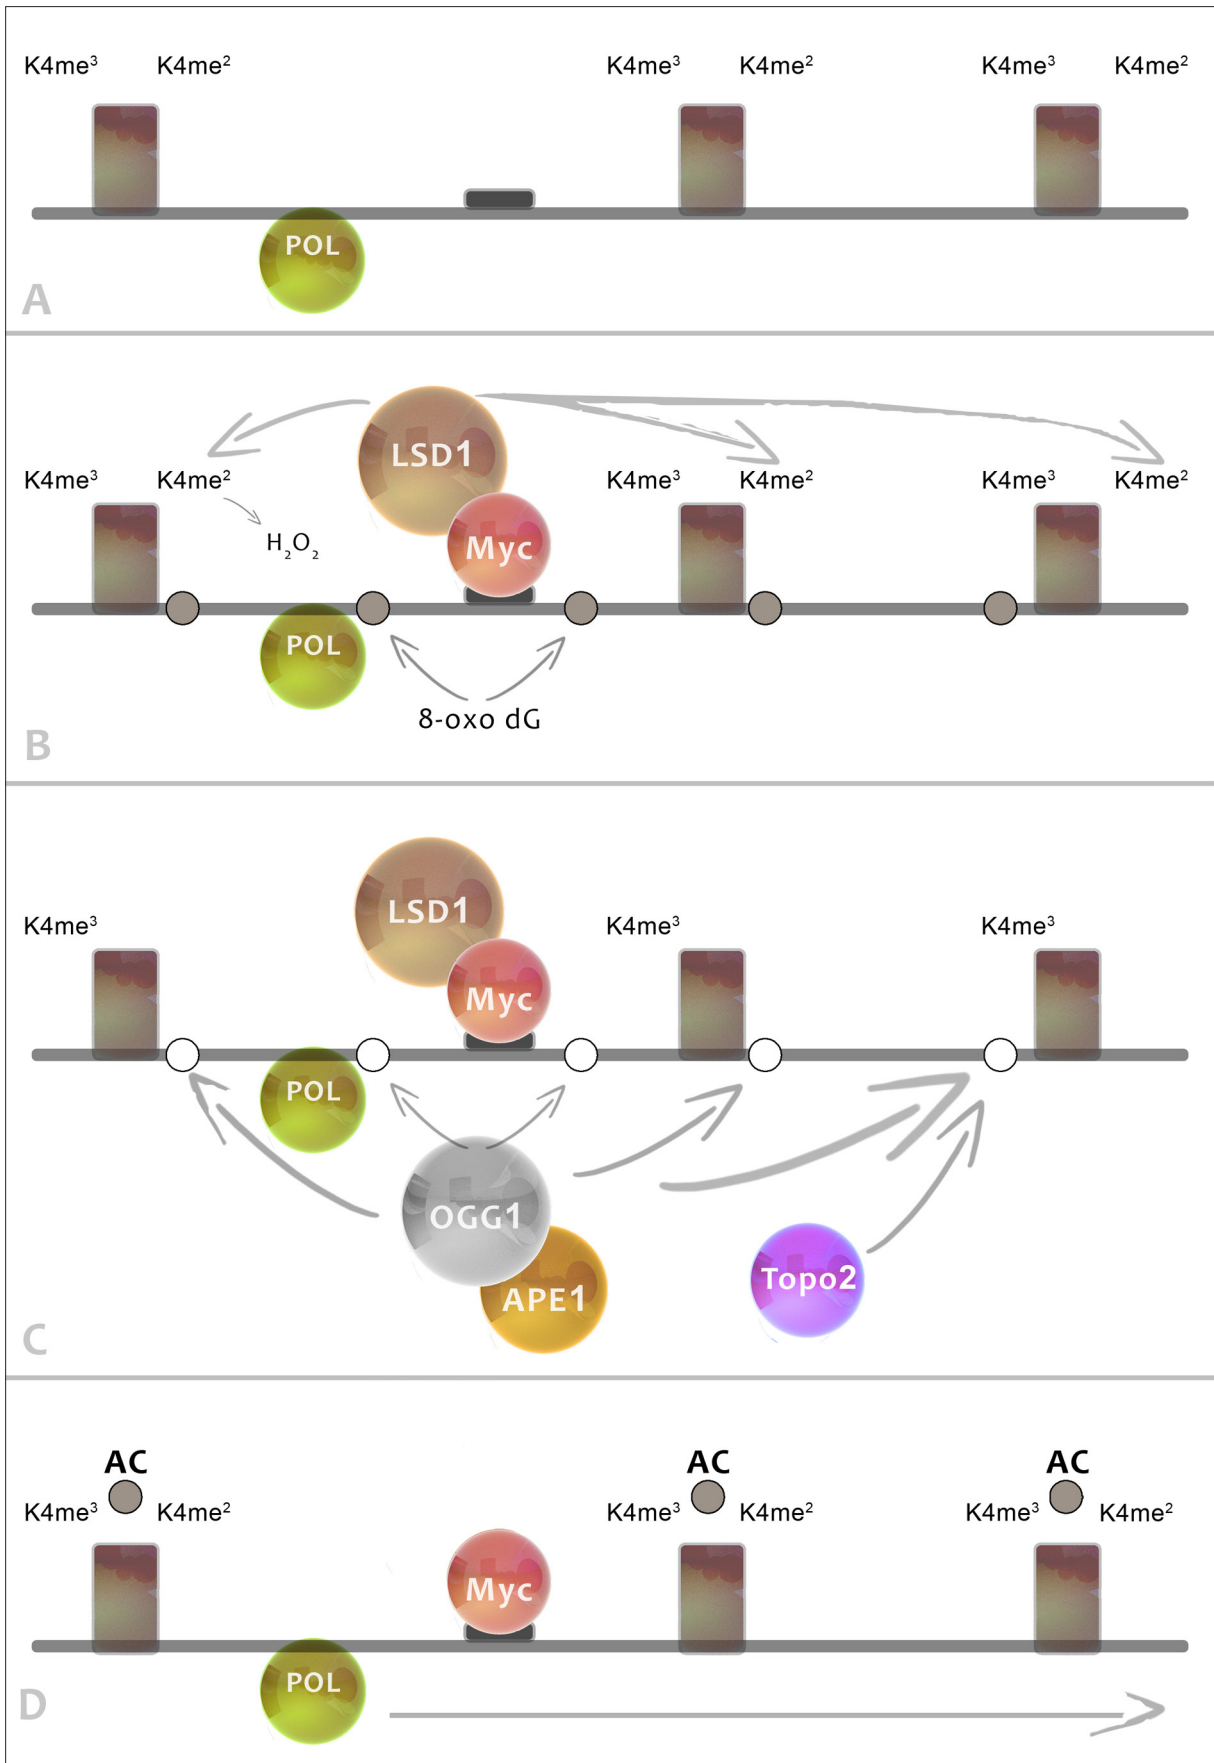 K4me³ K4me² K4me³ K4me² K4me³ K4me²
POL
A
LSD1
K4me³ K4me² K4me³ K4me² K4me³ K4me²
H₂O₂
Myc
POL
8-oxo dG
B
LSD1
K4me³ K4me³ K4me³
Myc
POL
OGG1
Topo2
APE1
C
AC AC AC
K4me³ K4me² K4me³ K4me² K4me³ K4me²
Myc
POL
D